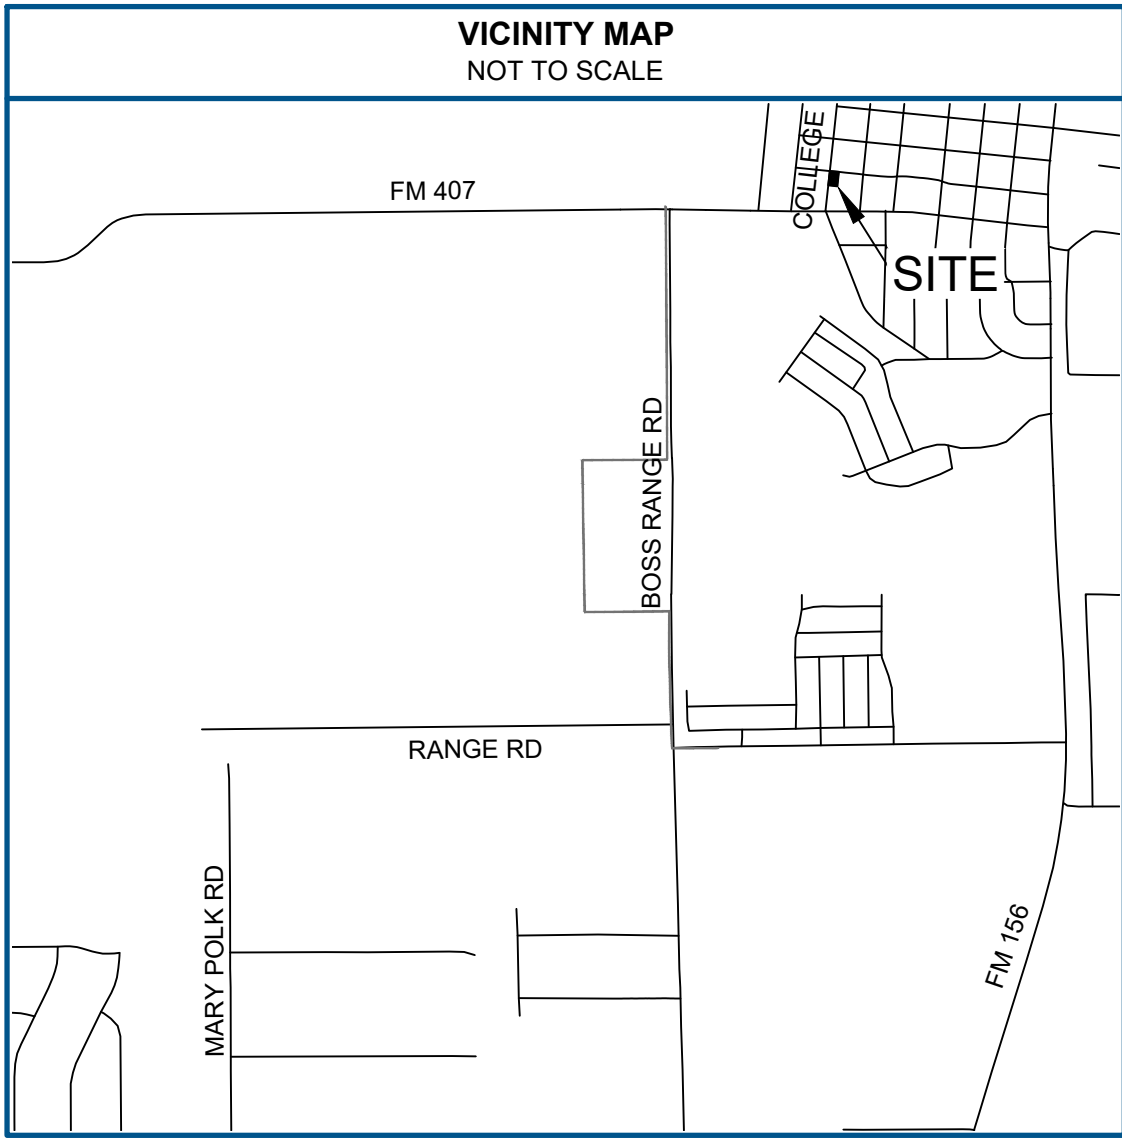 VICINITY MAP
NOT TO SCALE
COLLEGE
FM 407
SITE
BOSS RANGE RD
RANGE RD
MARY POLK RD
FM 156